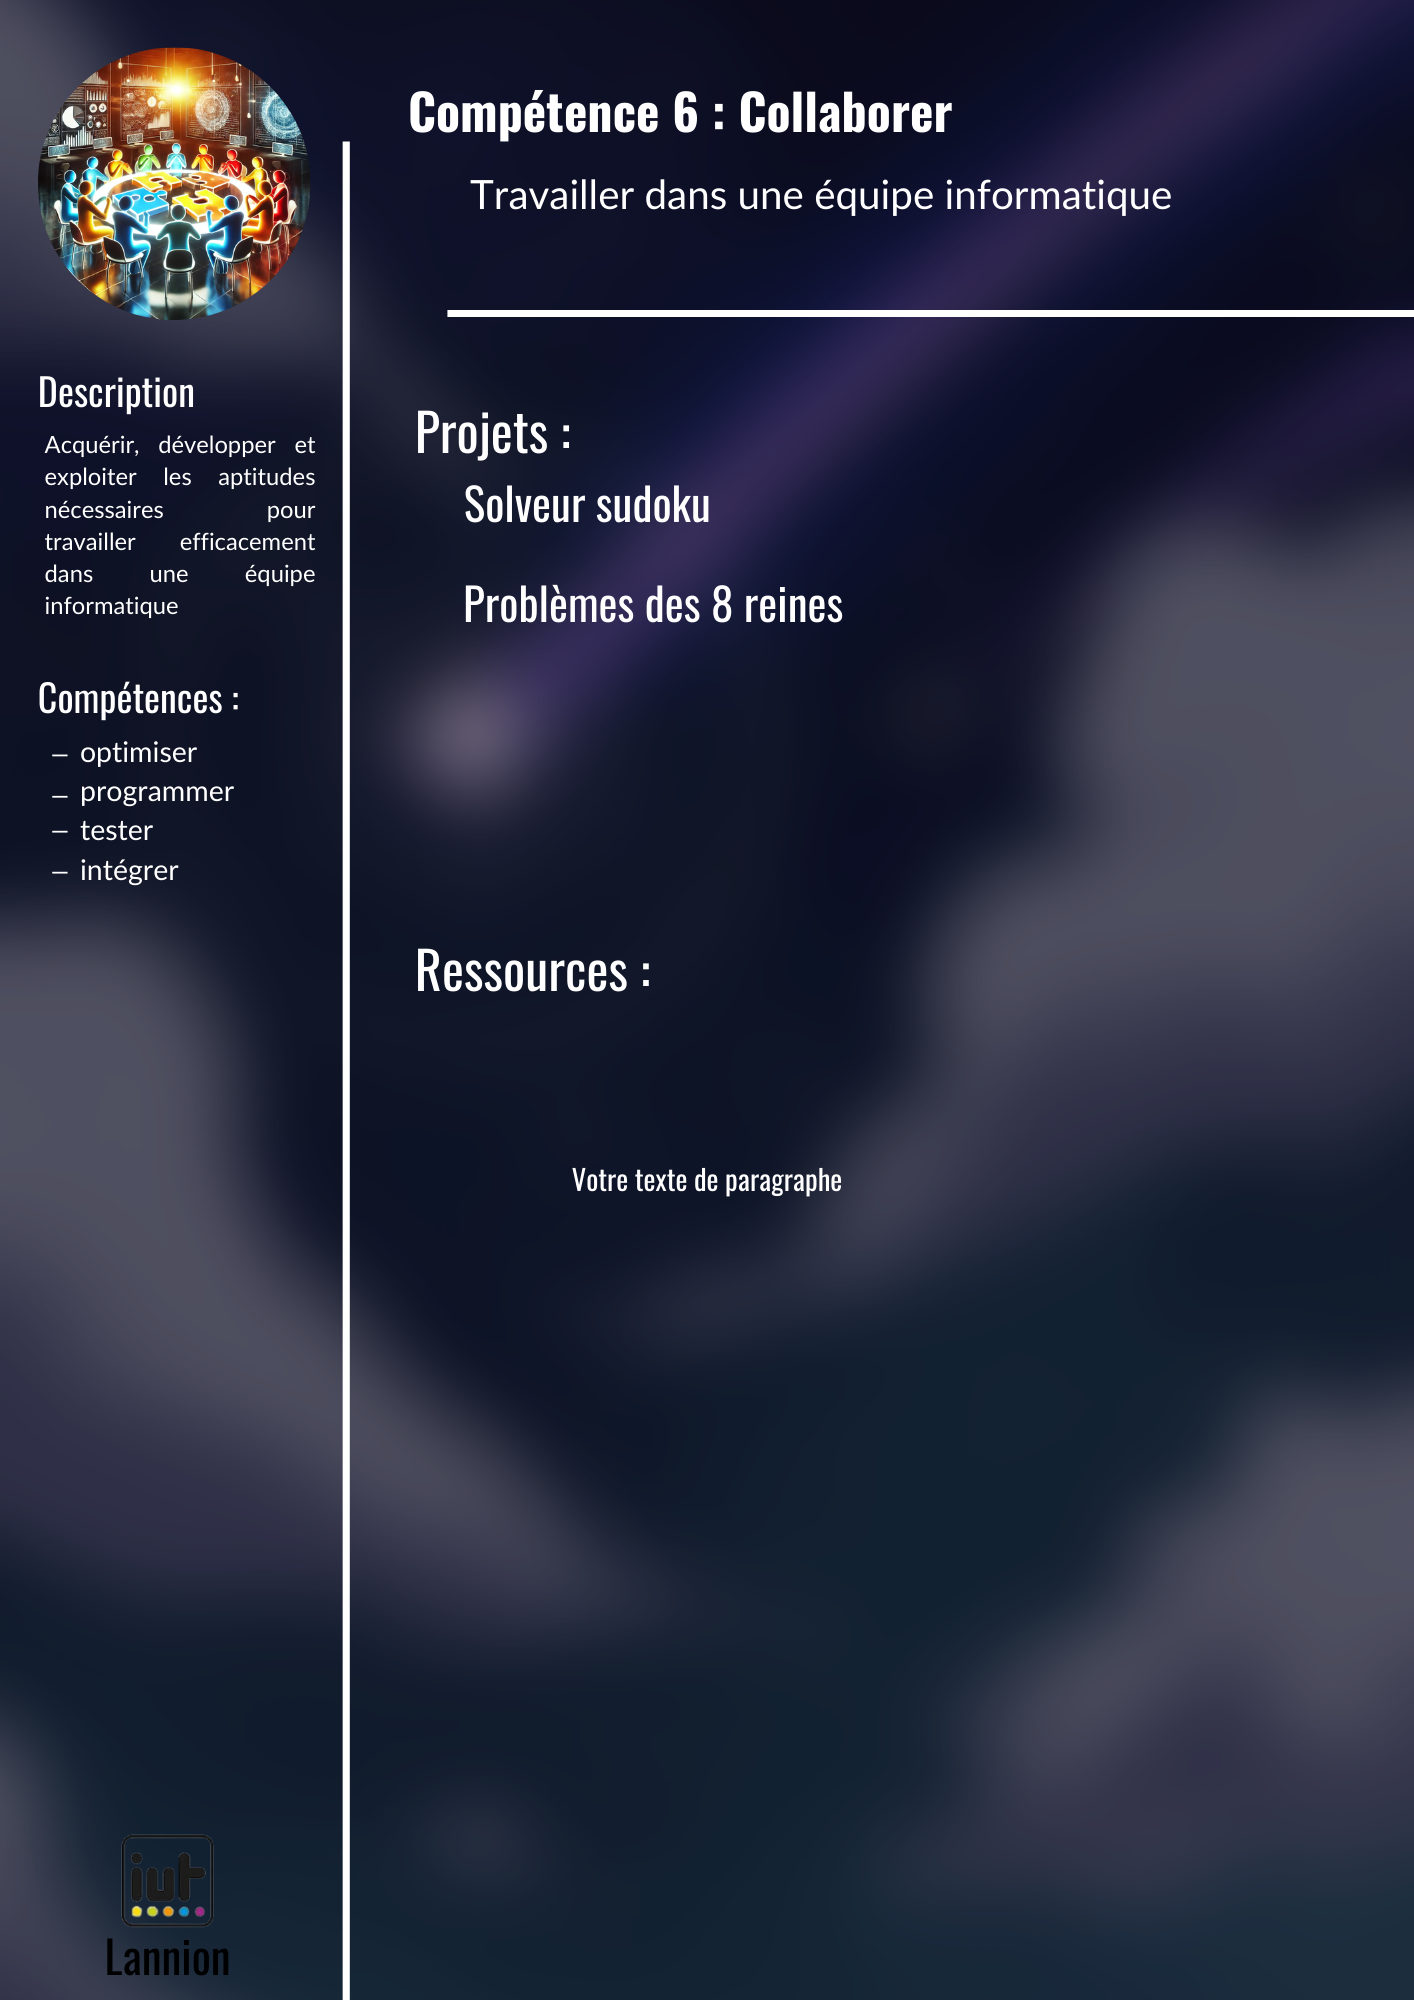 Compétence 6 : Collaborer
Travailler dans une équipe informatique
Description
Acquérir, développer et
exploiter les aptitudes
nécessaires pour
travailler efficacement
dans une équipe
informatique
Compétences :
– optimiser
– programmer
– tester
– intégrer
Projets :
Solveur sudoku
Problèmes des 8 reines
Ressources :
Votre texte de paragraphe
iut
Lannion